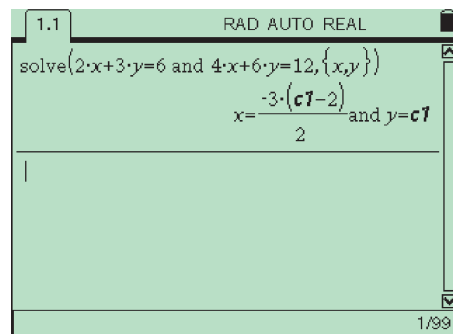 1.1 RAD AUTO REAL
solve(2·x+3·y=6 and 4·x+6·y=12,{x,y})
x=-3·(c1-2)/2 and y=c1
1/99